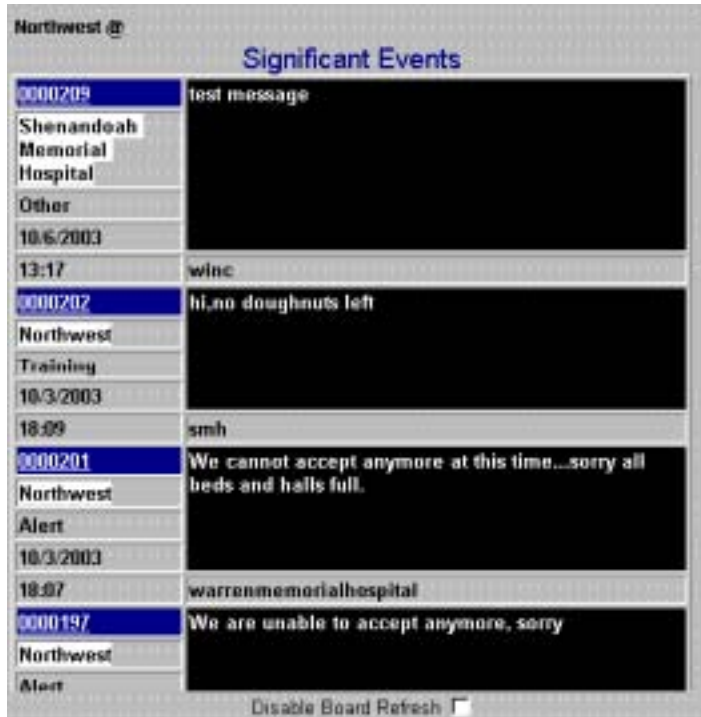 Northwest @
Significant Events
0000209
test message
Shenandoah
Memorial
Hospital
Other
10/6/2003
13:17
winc
0000202
hi,no doughnuts left
Northwest
Training
10/3/2003
18:09
smh
0000201
We cannot accept anymore at this time...sorry all
beds and halls full.
Northwest
Alert
10/3/2003
18:07
warrenmemorialhospital
0000197
We are unable to accept anymore, sorry
Northwest
Alert
Disable Board Refresh